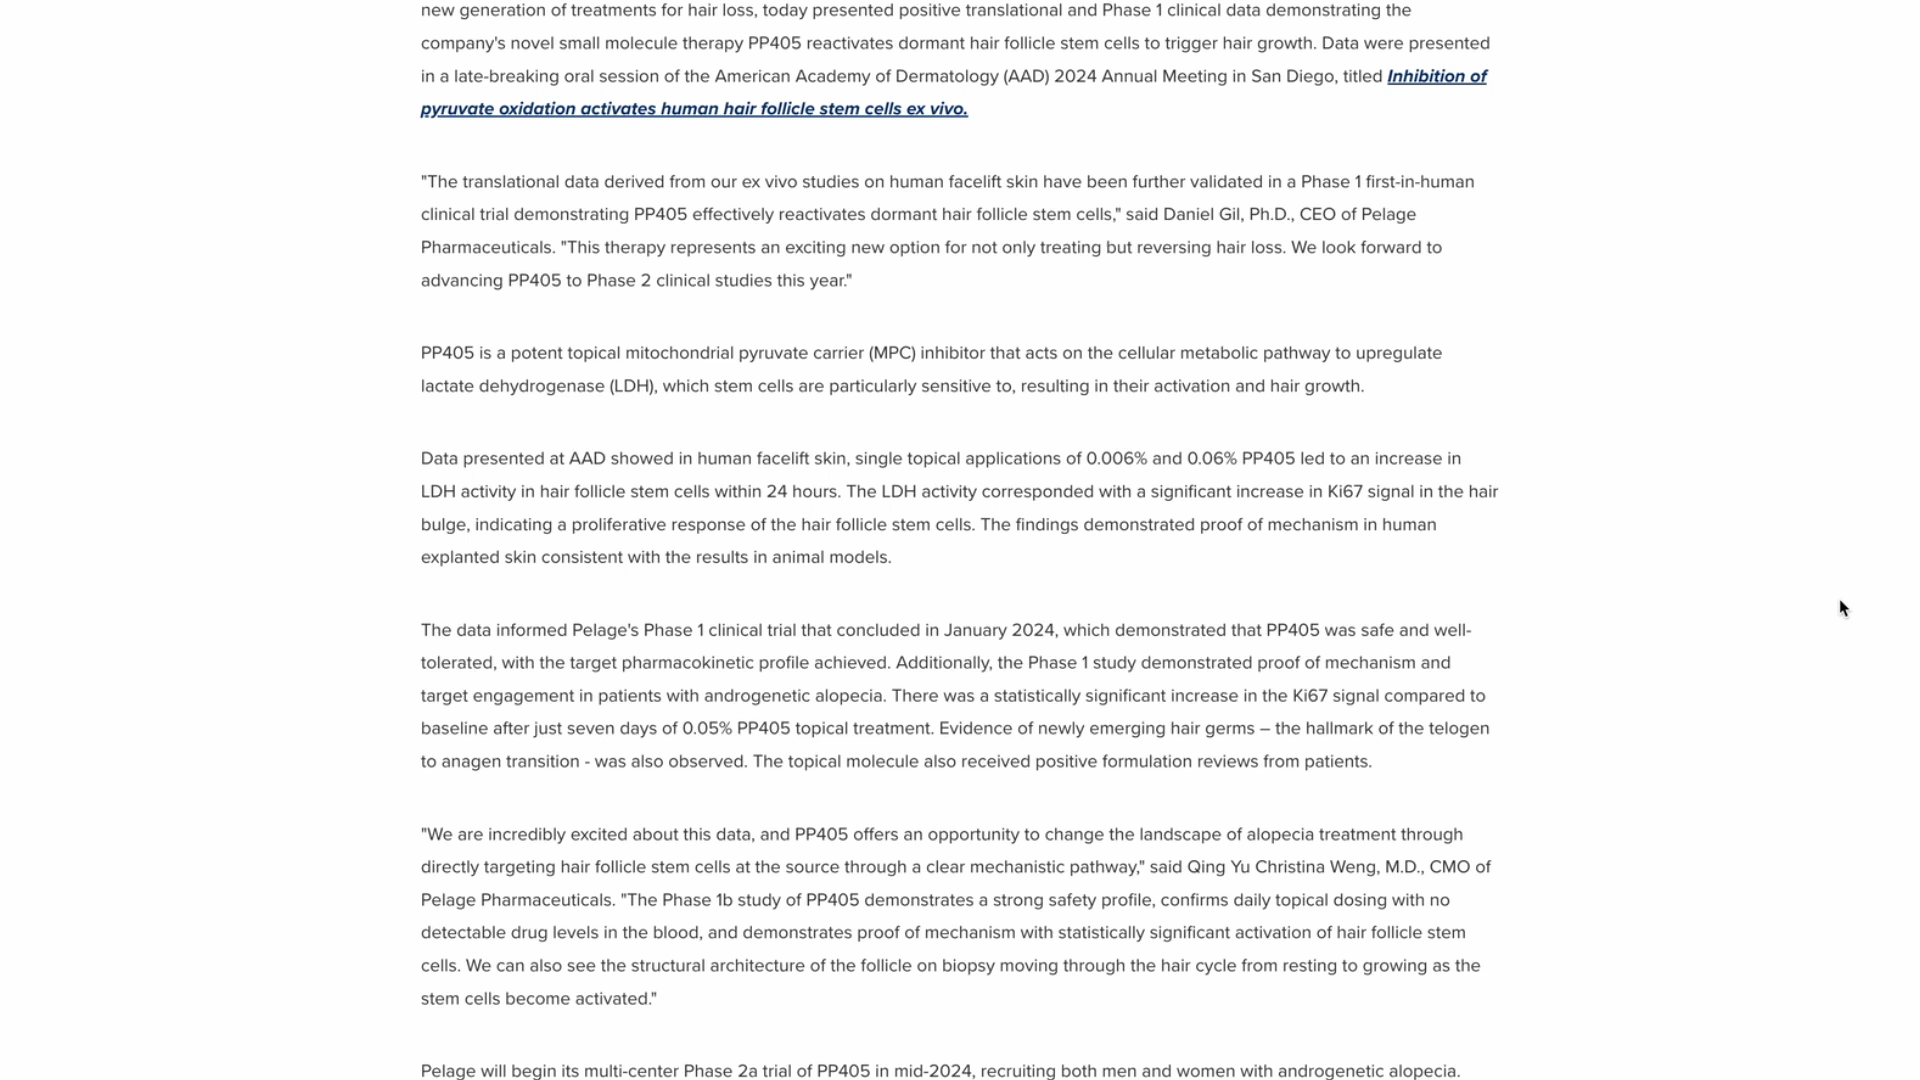 new generation of treatments for hair loss, today presented positive translational and Phase 1 clinical data demonstrating the
company's novel small molecule therapy PP405 reactivates dormant hair follicle stem cells to trigger hair growth. Data were presented
in a late-breaking oral session of the American Academy of Dermatology (AAD) 2024 Annual Meeting in San Diego, titled Inhibition of
pyruvate oxidation activates human hair follicle stem cells ex vivo.
"The translational data derived from our ex vivo studies on human facelift skin have been further validated in a Phase 1 first-in-human
clinical trial demonstrating PP405 effectively reactivates dormant hair follicle stem cells," said Daniel Gil, Ph.D., CEO of Pelage
Pharmaceuticals. "This therapy represents an exciting new option for not only treating but reversing hair loss. We look forward to
advancing PP405 to Phase 2 clinical studies this year."
PP405 is a potent topical mitochondrial pyruvate carrier (MPC) inhibitor that acts on the cellular metabolic pathway to upregulate
lactate dehydrogenase (LDH), which stem cells are particularly sensitive to, resulting in their activation and hair growth.
Data presented at AAD showed in human facelift skin, single topical applications of 0.006% and 0.06% PP405 led to an increase in
LDH activity in hair follicle stem cells within 24 hours. The LDH activity corresponded with a significant increase in Ki67 signal in the hair
bulge, indicating a proliferative response of the hair follicle stem cells. The findings demonstrated proof of mechanism in human
explanted skin consistent with the results in animal models.
The data informed Pelage's Phase 1 clinical trial that concluded in January 2024, which demonstrated that PP405 was safe and well-
tolerated, with the target pharmacokinetic profile achieved. Additionally, the Phase 1 study demonstrated proof of mechanism and
target engagement in patients with androgenetic alopecia. There was a statistically significant increase in the Ki67 signal compared to
baseline after just seven days of 0.05% PP405 topical treatment. Evidence of newly emerging hair germs – the hallmark of the telogen
to anagen transition - was also observed. The topical molecule also received positive formulation reviews from patients.
"We are incredibly excited about this data, and PP405 offers an opportunity to change the landscape of alopecia treatment through
directly targeting hair follicle stem cells at the source through a clear mechanistic pathway," said Qing Yu Christina Weng, M.D., CMO of
Pelage Pharmaceuticals. "The Phase 1b study of PP405 demonstrates a strong safety profile, confirms daily topical dosing with no
detectable drug levels in the blood, and demonstrates proof of mechanism with statistically significant activation of hair follicle stem
cells. We can also see the structural architecture of the follicle on biopsy moving through the hair cycle from resting to growing as the
stem cells become activated."
Pelage will begin its multi-center Phase 2a trial of PP405 in mid-2024, recruiting both men and women with androgenetic alopecia.